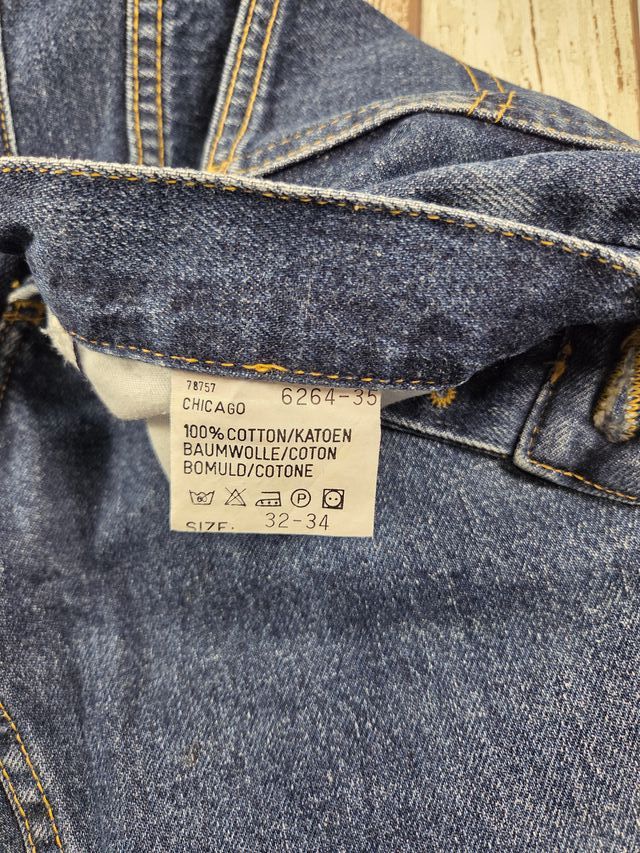 78757 6264-35
CHICAGO
100% COTTON/KATOEN
BAUMWOLLE/COTON
BOMULD/COTONE
P
SIZE: 32-34